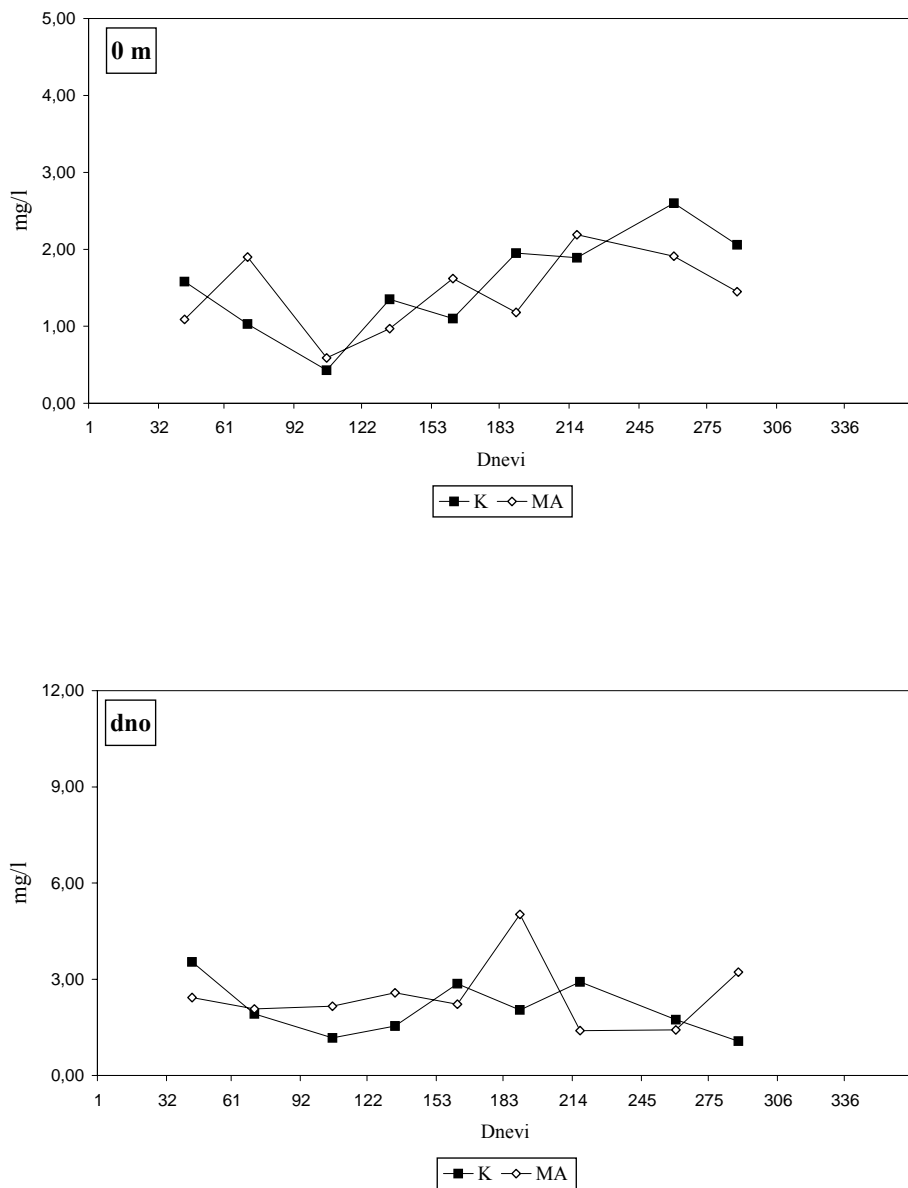 5,00
0 m
4,00
3,00
mg/l
2,00
1,00
0,00
1 32 61 92 122 153 183 214 245 275 306 336
Dnevi
K MA
12,00
dno
9,00
mg/l
6,00
3,00
0,00
1 32 61 92 122 153 183 214 245 275 306 336
Dnevi
K MA